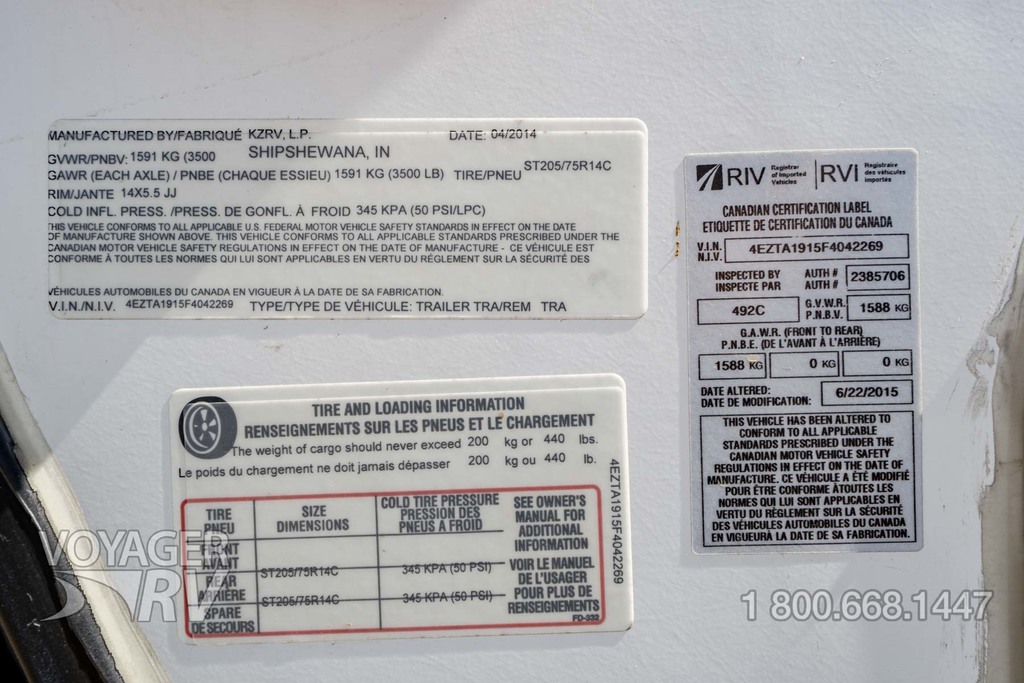 MANUFACTURED BY/FABRIQUÉ KZRV, L.P. DATE: 04/2014
GVWR/PNBV: 1591 KG (3500 SHIPSHEWANA, IN
GAWR (EACH AXLE) / PNBE (CHAQUE ESSIEU) 1591 KG (3500 LB) TIRE/PNEU ST205/75R14C
RIM/JANTE 14X5.5 JJ
COLD INFL. PRESS. /PRESS. DE GONFL. À FROID 345 KPA (50 PSI/LPC)
THIS VEHICLE CONFORMS TO ALL APPLICABLE U.S. FEDERAL MOTOR VEHICLE SAFETY STANDARDS IN EFFECT ON THE DATE
OF MANUFACTURE SHOWN ABOVE. THIS VEHICLE CONFORMS TO ALL APPLICABLE STANDARDS PRESCRIBED UNDER THE
CANADIAN MOTOR VEHICLE SAFETY REGULATIONS IN EFFECT ON THE DATE OF MANUFACTURE - CE VÉHICULE EST
CONFORME À TOUTES LES NORMES QUI LUI SONT APPLICABLES EN VERTU DU RÉGLEMENT SUR LA SÉCURITÉ DES
VÉHICULES AUTOMOBILES DU CANADA EN VIGUEUR À LA DATE DE SA FABRICATION.
V.I.N./N.I.V. 4EZTA1915F4042269 TYPE/TYPE DE VÉHICULE: TRAILER TRA/REM TRA
RIV Registrar of Imported Vehicles RVI Registraire des véhicules importés
CANADIAN CERTIFICATION LABEL
ETIQUETTE DE CERTIFICATION DU CANADA
V.I.N. N.I.V. 4EZTA1915F4042269
INSPECTED BY AUTH # 2385706
INSPECTE PAR AUTH #
492C G.V.W.R. P.N.B.V. 1588 KG
G.A.W.R. (FRONT TO REAR)
P.N.B.E. (DE L'AVANT À L'ARRIÈRE)
1588 KG 0 KG 0 KG
DATE ALTERED: 6/22/2015
DATE DE MODIFICATION:
THIS VEHICLE HAS BEEN ALTERED TO
CONFORM TO ALL APPLICABLE
STANDARDS PRESCRIBED UNDER THE
CANADIAN MOTOR VEHICLE SAFETY
REGULATIONS IN EFFECT ON THE DATE OF
MANUFACTURE. CE VÉHICULE A ÉTÉ MODIFIÉ
POUR ÊTRE CONFORME ÀTOUTES LES
NORMES QUI LUI SONT APPLICABLES EN
VERTU DU RÈGLEMENT SUR LA SÉCURITÉ
DES VÉHICULES AUTOMOBILES DU CANADA
EN VIGUEURA LA DATE DE SA FABRICATION.
TIRE AND LOADING INFORMATION
RENSEIGNEMENTS SUR LES PNEUS ET LE CHARGEMENT
The weight of cargo should never exceed 200 kg or 440 lbs.
Le poids du chargement ne doit jamais dépasser 200 kg ou 440 lb.
TIRE PNEU
SIZE DIMENSIONS
COLD TIRE PRESSURE
PRESSION DES
PNEUS A FROID
FRONT AVANT ST205/75R14C 345 KPA (50 PSI)
REAR ARRIÈRE ST205/75R14C 345 KPA (50 PSI)
SPARE DE SECOURS
SEE OWNER'S
MANUAL FOR
ADDITIONAL
INFORMATION
VOIR LE MANUEL
DE L'USAGER
POUR PLUS DE
RENSEIGNEMENTS
FD-332
4EZTA1915F4042269
VOYAGER
RV
1 800.668.1447